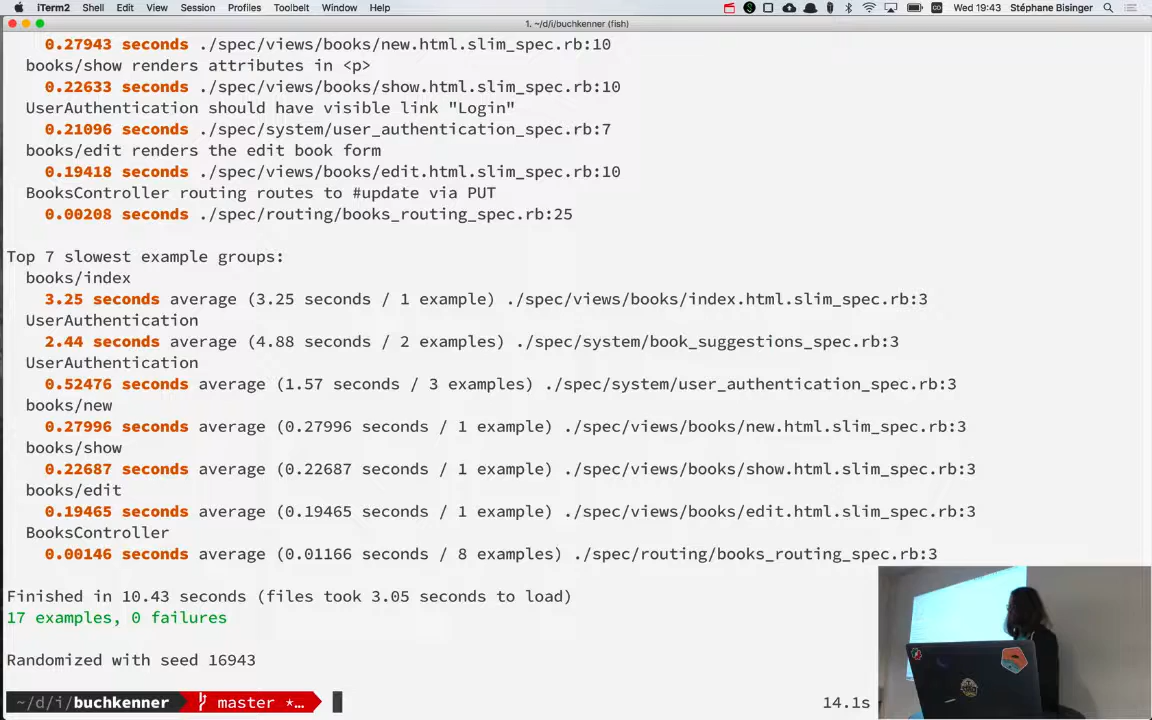 iTerm2 Shell Edit View Session Profiles Toolbelt Window Help Wed 19:43 Stéphane Bisinger
1. ~/d/i/buchkenner (fish)
0.27943 seconds ./spec/views/books/new.html.slim_spec.rb:10
books/show renders attributes in <p>
0.22633 seconds ./spec/views/books/show.html.slim_spec.rb:10
UserAuthentication should have visible link "Login"
0.21096 seconds ./spec/system/user_authentication_spec.rb:7
books/edit renders the edit book form
0.19418 seconds ./spec/views/books/edit.html.slim_spec.rb:10
BooksController routing routes to #update via PUT
0.00208 seconds ./spec/routing/books_routing_spec.rb:25
Top 7 slowest example groups:
books/index
3.25 seconds average (3.25 seconds / 1 example) ./spec/views/books/index.html.slim_spec.rb:3
UserAuthentication
2.44 seconds average (4.88 seconds / 2 examples) ./spec/system/book_suggestions_spec.rb:3
UserAuthentication
0.52476 seconds average (1.57 seconds / 3 examples) ./spec/system/user_authentication_spec.rb:3
books/new
0.27996 seconds average (0.27996 seconds / 1 example) ./spec/views/books/new.html.slim_spec.rb:3
books/show
0.22687 seconds average (0.22687 seconds / 1 example) ./spec/views/books/show.html.slim_spec.rb:3
books/edit
0.19465 seconds average (0.19465 seconds / 1 example) ./spec/views/books/edit.html.slim_spec.rb:3
BooksController
0.00146 seconds average (0.01166 seconds / 8 examples) ./spec/routing/books_routing_spec.rb:3
Finished in 10.43 seconds (files took 3.05 seconds to load)
17 examples, 0 failures
Randomized with seed 16943
~/d/i/buchkenner master *… 14.1s